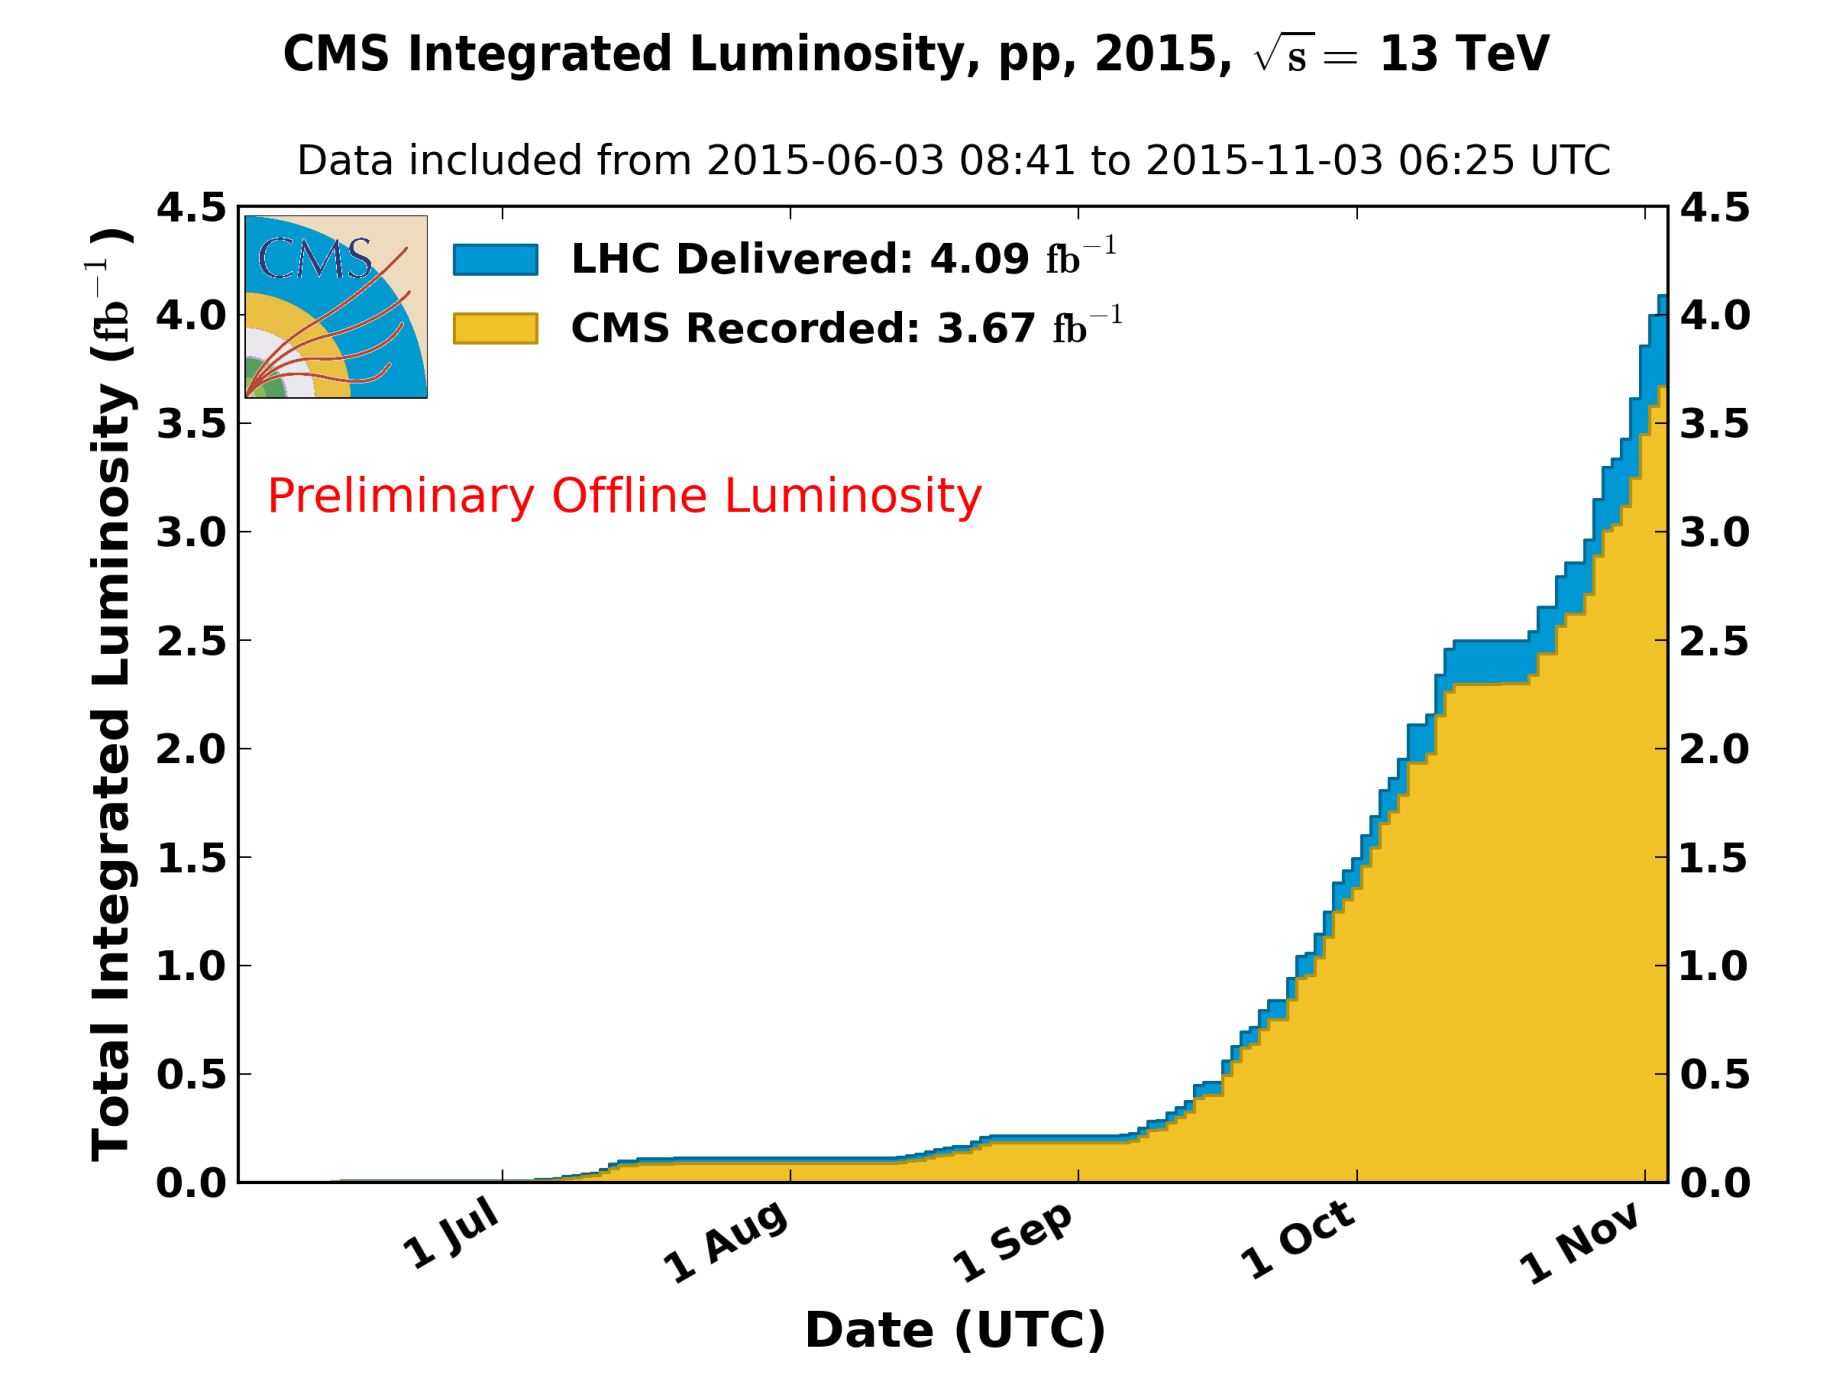 CMS Integrated Luminosity, pp, 2015, √s = 13 TeV
Data included from 2015-06-03 08:41 to 2015-11-03 06:25 UTC
CMS
LHC Delivered: 4.09 fb⁻¹
CMS Recorded: 3.67 fb⁻¹
Preliminary Offline Luminosity
Total Integrated Luminosity (fb⁻¹)
4.5 4.5
4.0 4.0
3.5 3.5
3.0 3.0
2.5 2.5
2.0 2.0
1.5 1.5
1.0 1.0
0.5 0.5
0.0 0.0
1 Jul 1 Aug 1 Sep 1 Oct 1 Nov
Date (UTC)